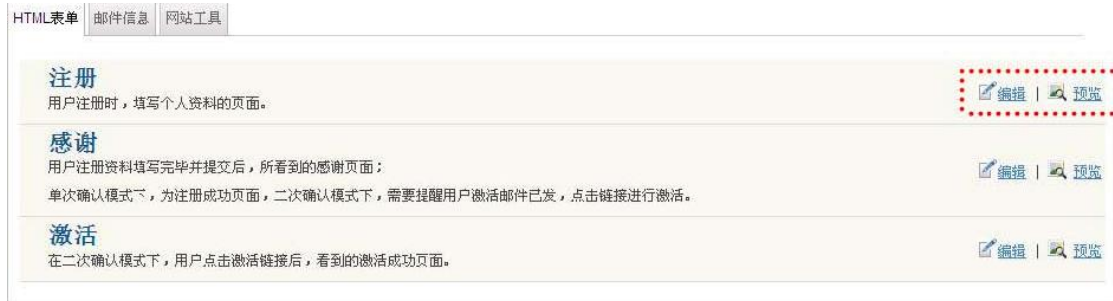 HTML表单 邮件信息 网站工具
注册
用户注册时，填写个人资料的页面。
编辑 | 预览
感谢
用户注册资料填写完毕并提交后，所看到的感谢页面；
单次确认模式下，为注册成功页面，二次确认模式下，需要提醒用户激活邮件已发，点击链接进行激活。
编辑 | 预览
激活
在二次确认模式下，用户点击激活链接后，看到的激活成功页面。
编辑 | 预览